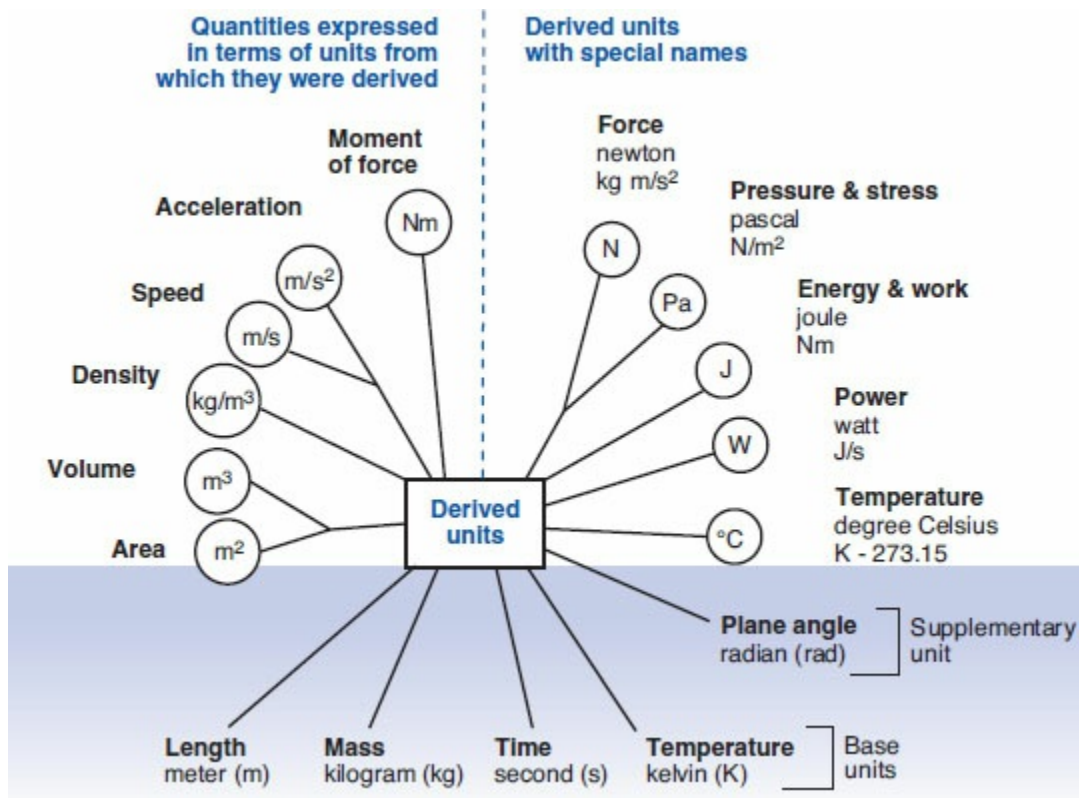 Quantities expressed
in terms of units from
which they were derived
Derived units
with special names
Moment
of force
Nm
Acceleration
m/s²
Speed
m/s
Density
kg/m³
Volume
m³
Area
m²
Force
newton
kg m/s²
N
Pressure & stress
pascal
N/m²
Pa
Energy & work
joule
Nm
J
Power
watt
J/s
W
Temperature
degree Celsius
K - 273.15
°C
Derived
units
Plane angle
radian (rad)
Supplementary
unit
Length
meter (m)
Mass
kilogram (kg)
Time
second (s)
Temperature
kelvin (K)
Base
units